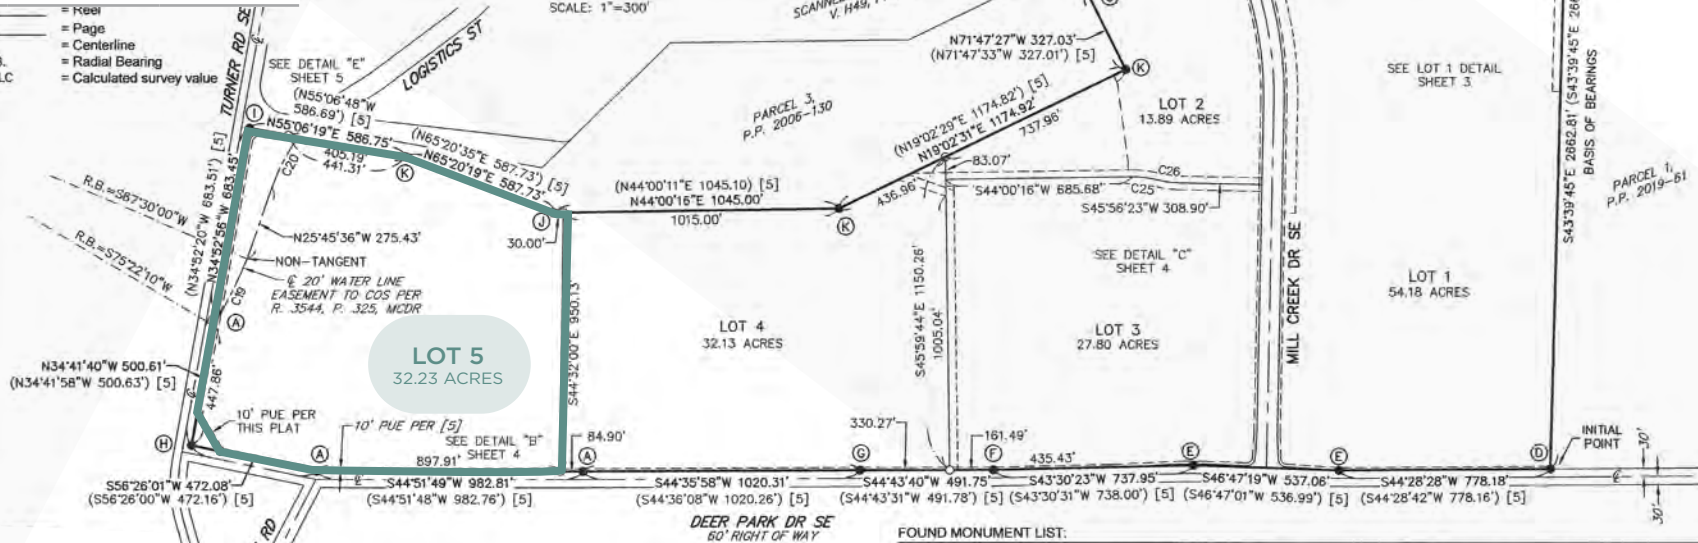 = Reel
= Page
= Centerline
= Radial Bearing
= Calculated survey value
TURNER RD SE
SEE DETAIL "E"
SHEET 5
LOGISTICS ST
SCALE: 1"=300'
V. H49,
(N55°06'48"W
586.69') [5]
N55°06'19"E 586.75'
405.19'
441.31'
(N65°20'35"E 587.73') [5]
N65°20'19"E 587.73'
I
K
J
PARCEL 3,
P.P. 2006-130
N71°47'27"W 327.03'
(N71°47'33"W 327.01') [5]
K
(N19°02'29"E 1174.82') [5]
N19°02'31"E 1174.92'
737.96'
436.96'
83.07'
LOT 2
13.89 ACRES
C26
S44°00'16"W 685.68'
C25
S45°56'23"W 308.90'
(N44°00'11"E 1045.10) [5]
N44°00'16"E 1045.00'
1015.00'
K
30.00'
(N34°52'20"W 683.51') [5]
N34°52'56"W 683.45'
R.B.=S87°30'00"W
R.B.=S75°22'10"W
C20
N25°45'36"W 275.43'
NON-TANGENT
℄ 20' WATER LINE
EASEMENT TO COS PER
R. 3544, P. 325, MCDR
C19
A
N34°41'40"W 500.61'
(N34°41'58"W 500.63') [5]
447.86'
LOT 5
32.23 ACRES
S44°32'00"E 950.13'
LOT 4
32.13 ACRES
S45°59'44"E 1150.26'
1005.04'
SEE DETAIL "C"
SHEET 4
LOT 3
27.80 ACRES
MILL CREEK DR SE
SEE LOT 1 DETAIL
SHEET 3
LOT 1
54.18 ACRES
S43°39'45"E 2662.81' (S43°39'45"E
BASIS OF BEARINGS
PARCEL 1,
P.P. 2019-61
10' PUE PER
THIS PLAT
H
A
10' PUE PER [5]
SEE DETAIL "B"
SHEET 4
897.91'
84.90'
A
330.27'
G
161.49'
F
435.43'
E
E
D
INITIAL
POINT
30'
30'
℄
S56°26'01"W 472.08'
(S56°26'00"W 472.16') [5]
S44°51'49"W 982.81'
(S44°51'48"W 982.76') [5]
S44°35'58"W 1020.31'
(S44°36'08"W 1020.26') [5]
S44°43'40"W 491.75'
(S44°43'31"W 491.78') [5]
S43°30'23"W 737.95'
(S43°30'31"W 738.00') [5]
S46°47'19"W 537.06'
(S46°47'01"W 536.99') [5]
S44°28'28"W 778.18'
(S44°28'42"W 778.16') [5]
RD
DEER PARK DR SE
60' RIGHT OF WAY
FOUND MONUMENT LIST: